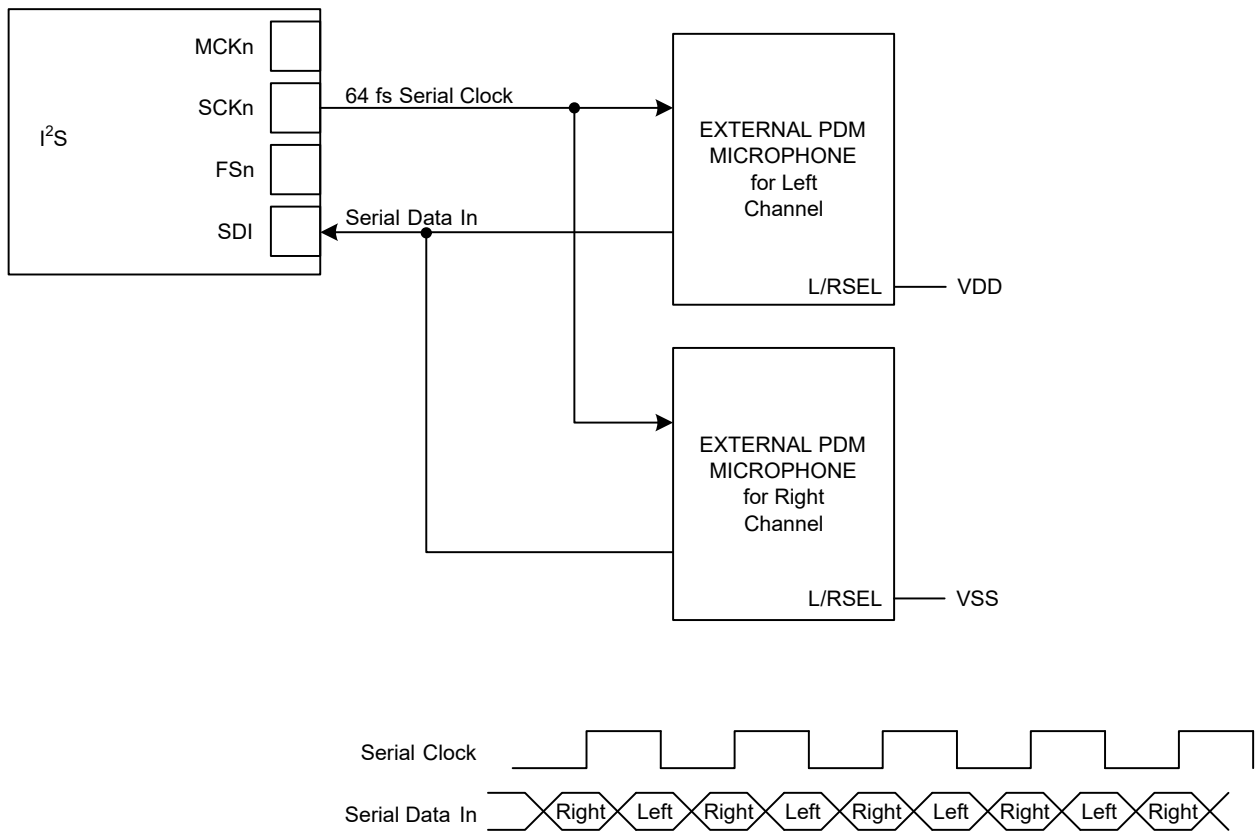 MCKn
SCKn
FSn
SDI
I²S
64 fs Serial Clock
Serial Data In
EXTERNAL PDM
MICROPHONE
for Left
Channel
L/RSEL
VDD
EXTERNAL PDM
MICROPHONE
for Right
Channel
L/RSEL
VSS
Serial Clock
Serial Data In
Right Left Right Left Right Left Right Left Right